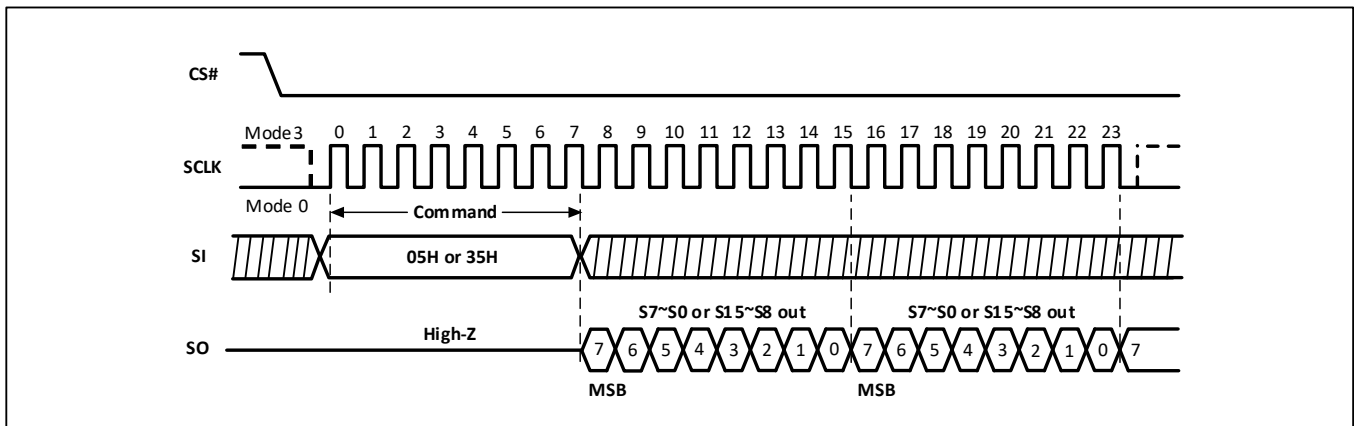 CS#
Mode3 0 1 2 3 4 5 6 7 8 9 10 11 12 13 14 15 16 17 18 19 20 21 22 23
SCLK
Mode 0 Command
SI 05H or 35H
S7~S0 or S15~S8 out S7~S0 or S15~S8 out
High-Z
SO 7 6 5 4 3 2 1 0 7 6 5 4 3 2 1 0 7
MSB MSB